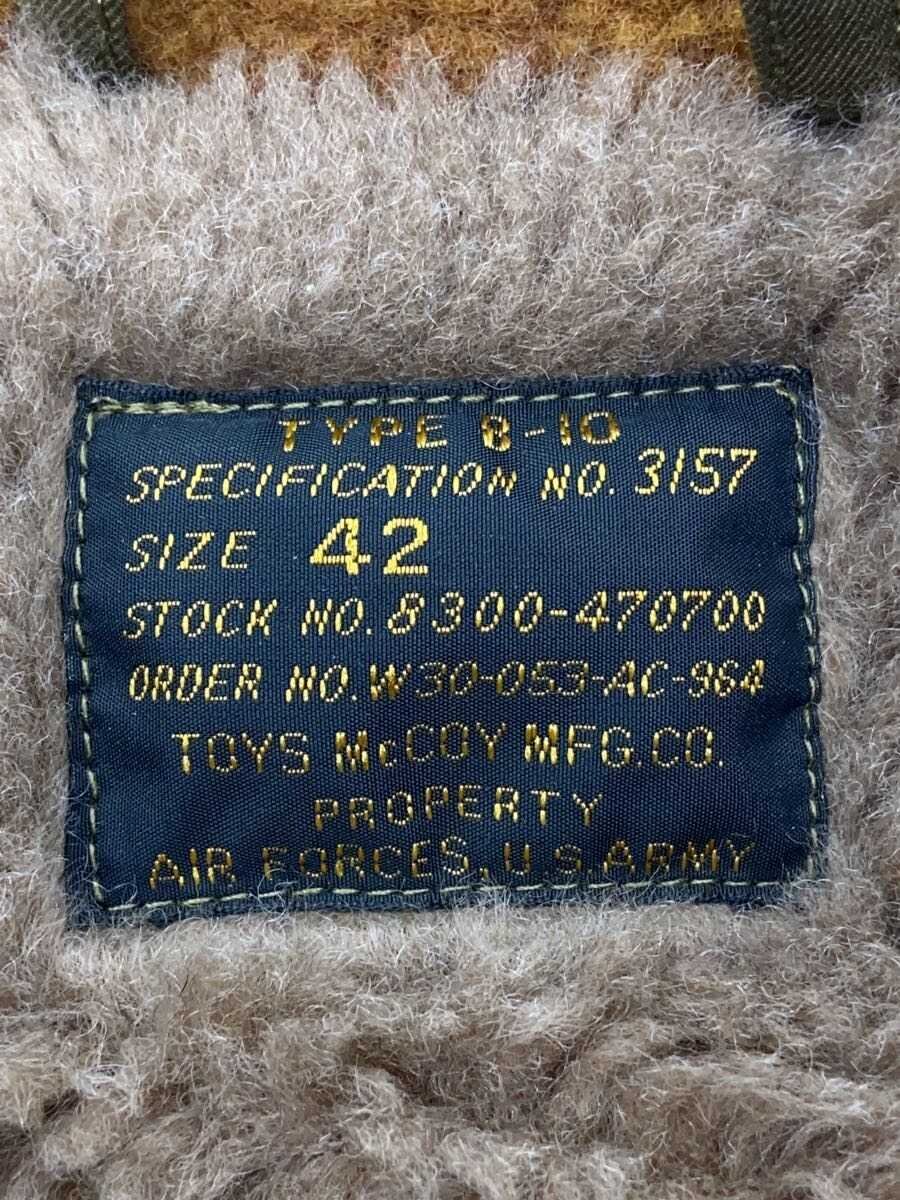 TYPE B-10
SPECIFICATION NO. 3157
SIZE 42
STOCK NO. 8300-470700
ORDER NO. W30-053-AC-964
TOYS McCOY MFG. CO.
PROPERTY
AIR FORCES, U.S. ARMY